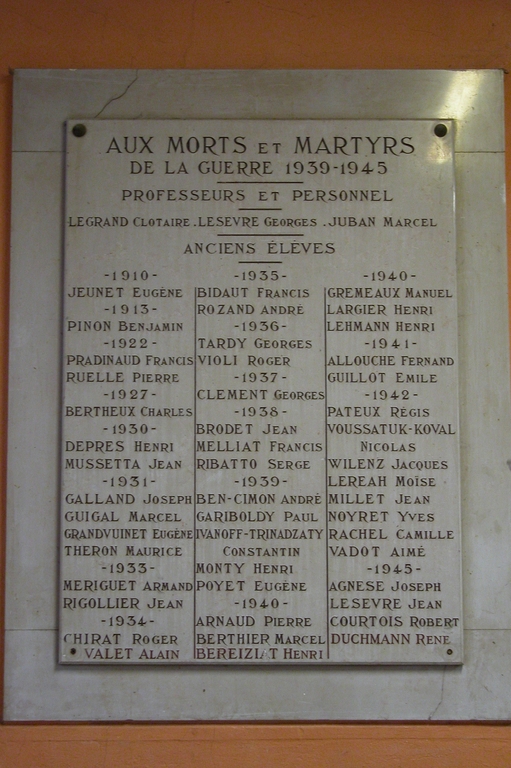 AUX MORTS ET MARTYRS
DE LA GUERRE 1939-1945
PROFESSEURS ET PERSONNEL
LEGRAND CLOTAIRE. LESEVRE GEORGES. JUBAN MARCEL
ANCIENS ÉLÉVES
-1910-
JEUNET EUGÈNE
-1913-
PINON BENJAMIN
-1922-
PRADINAUD FRANCIS
RUELLE PIERRE
-1927-
BERTHEUX CHARLES
-1930-
DEPRES HENRI
MUSSETTA JEAN
-1931-
GALLAND JOSEPH
GUIGAL MARCEL
GRANDVUINET EUGÈNE
THERON MAURICE
-1933-
MERIGUET ARMAND
RIGOLLIER JEAN
-1934-
CHIRAT ROGER
VALET ALAIN
-1935-
BIDAUT FRANCIS
ROZAND ANDRÉ
-1936-
TARDY GEORGES
VIOLI ROGER
-1937-
CLEMENT GEORGES
-1938-
BRODET JEAN
MELLIAT FRANCIS
RIBATTO SERGE
-1939-
BEN-CIMON ANDRÉ
GARIBOLDY PAUL
IVANOFF-TRINADZATY
CONSTANTIN
MONTY HENRI
POYET EUGÈNE
-1940-
ARNAUD PIERRE
BERTHIER MARCEL
BEREIZIAT HENRI
-1940-
GREMEAUX MANUEL
LARGIER HENRI
LEHMANN HENRI
-1941-
ALLOUCHE FERNAND
GUILLOT EMILE
-1942-
PATEUX RÉGIS
VOUSSATUK-KOVAL
NICOLAS
WILENZ JACQUES
LEREAH MOÏSE
MILLET JEAN
NOYRET YVES
RACHEL CAMILLE
VADOT AIMÉ
-1945-
AGNESE JOSEPH
LESEVRE JEAN
COURTOIS ROBERT
DUCHMANN RENE